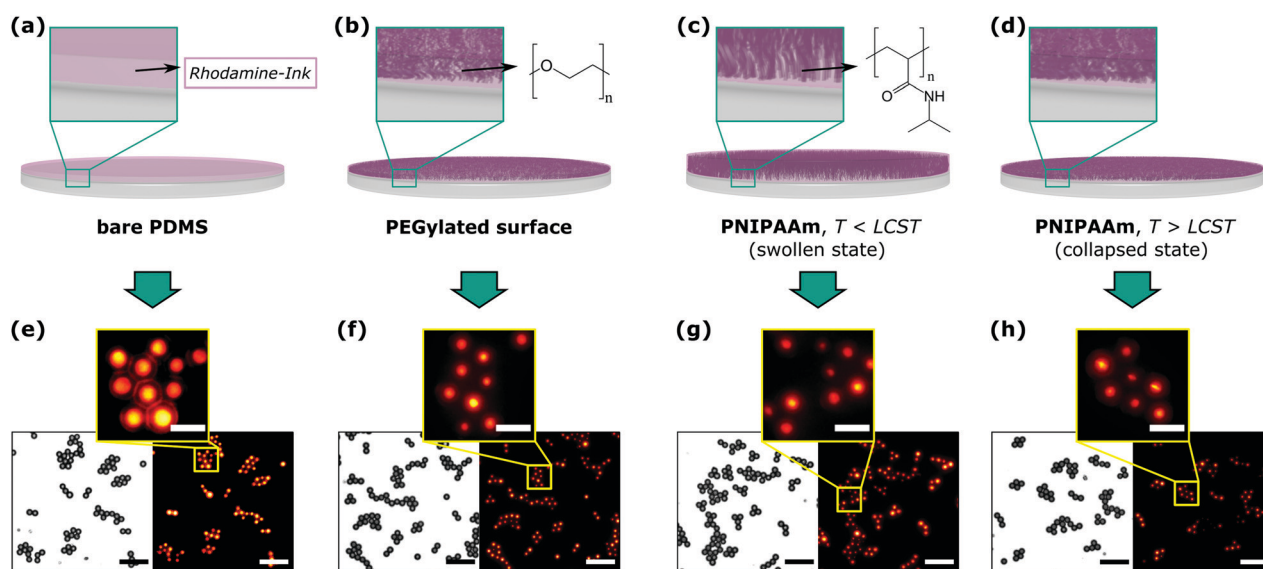 (a)
Rhodamine-Ink
bare PDMS
(b)
O
n
PEGylated surface
(c)
n
O
NH
PNIPAAm, T < LCST
(swollen state)
(d)
PNIPAAm, T > LCST
(collapsed state)
(e)
(f)
(g)
(h)